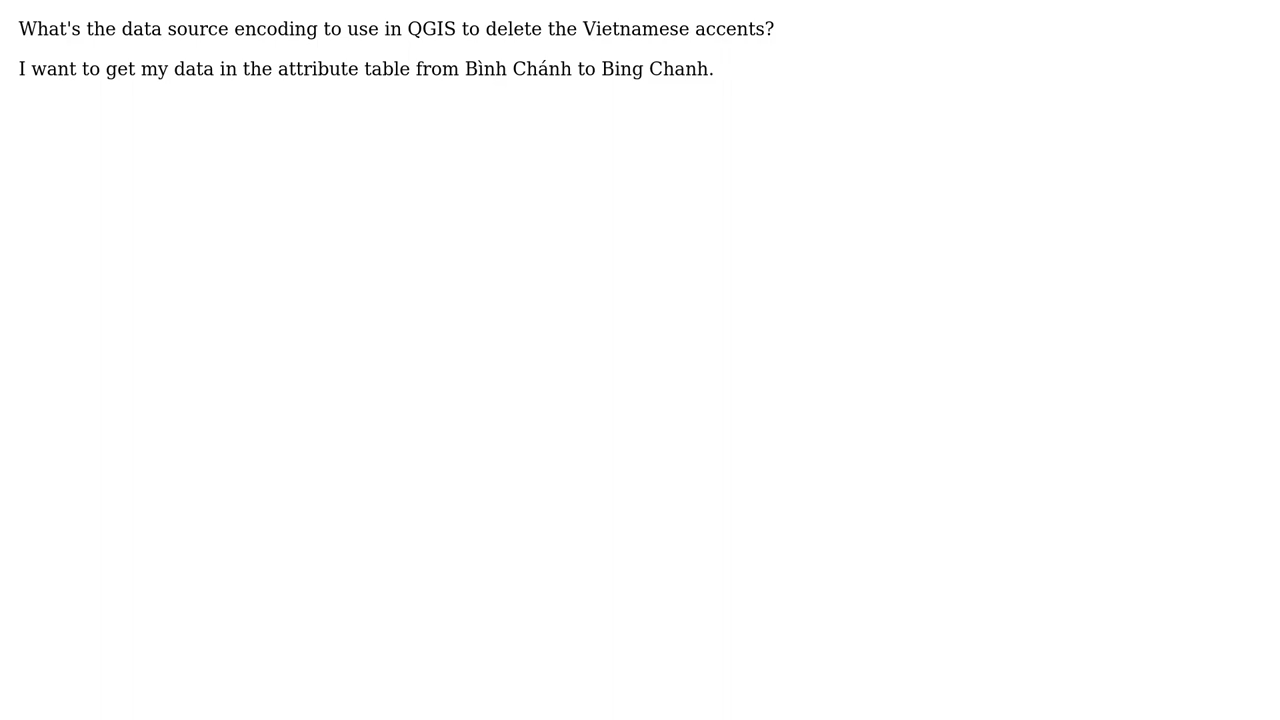 What's the data source encoding to use in QGIS to delete the Vietnamese accents?
I want to get my data in the attribute table from Bình Chánh to Bing Chanh.